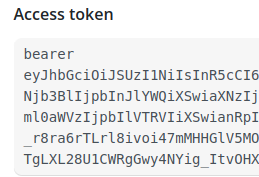 Access token
bearer
eyJhbGciOiJSUzI1NiIsInR5cCI6
Njb3BlIjpbInJlYWQiXSwiaXNzIj
ml0aWVzIjpbIlVTRVIiXSwianRpI
_r8ra6rTLrl8ivoi47mMHHGlV5MO
TgLXL28U1CWRgGwy4NYig_ItvOHX